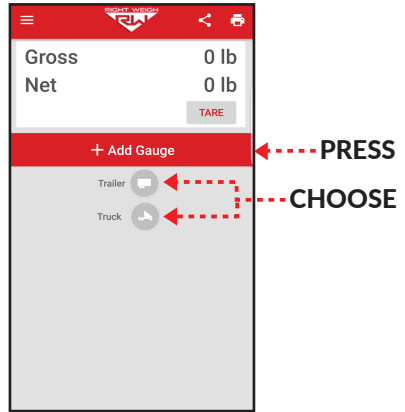 RIGHT WEIGH
RW
Gross 0 lb
Net 0 lb
TARE
+ Add Gauge
PRESS
Trailer
CHOOSE
Truck